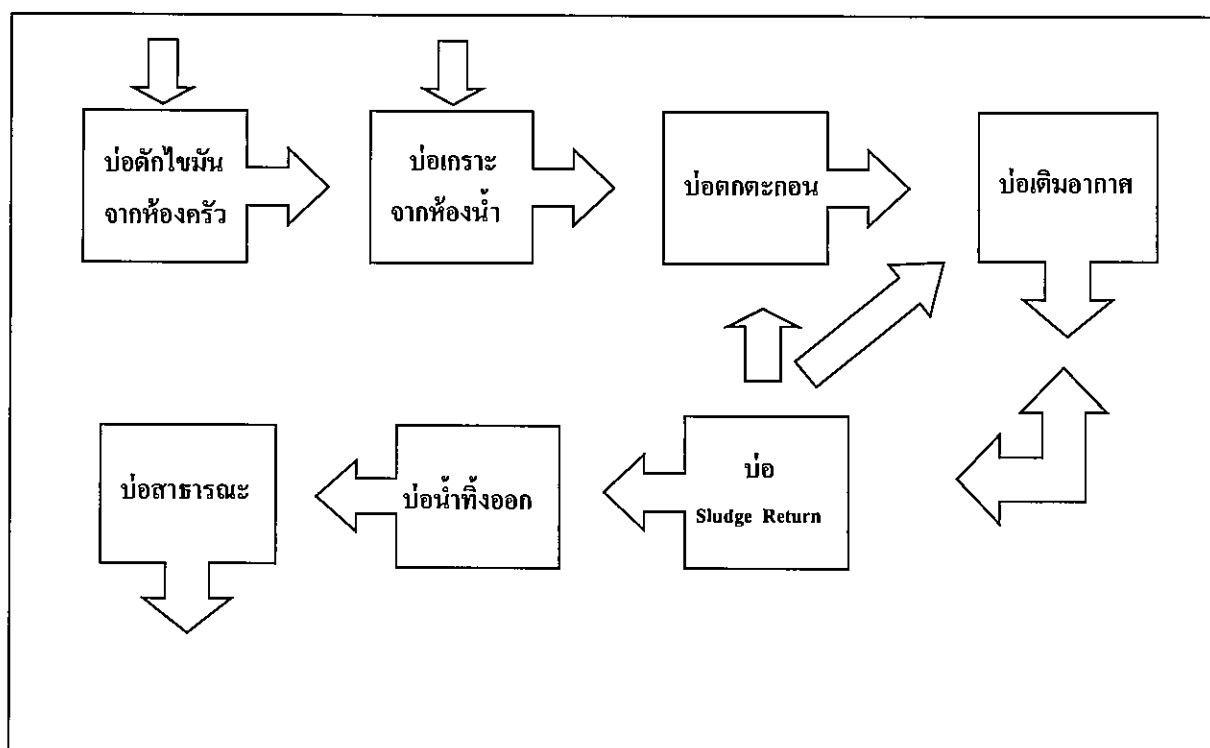 บ่อดักไขมัน
จากห้องครัว
บ่อเกราะ
จากห้องน้ำ
บ่อตกตะกอน
บ่อเติมอากาศ
บ่อสาธารณะ
บ่อน้ำทิ้งออก
บ่อ
Sludge Return